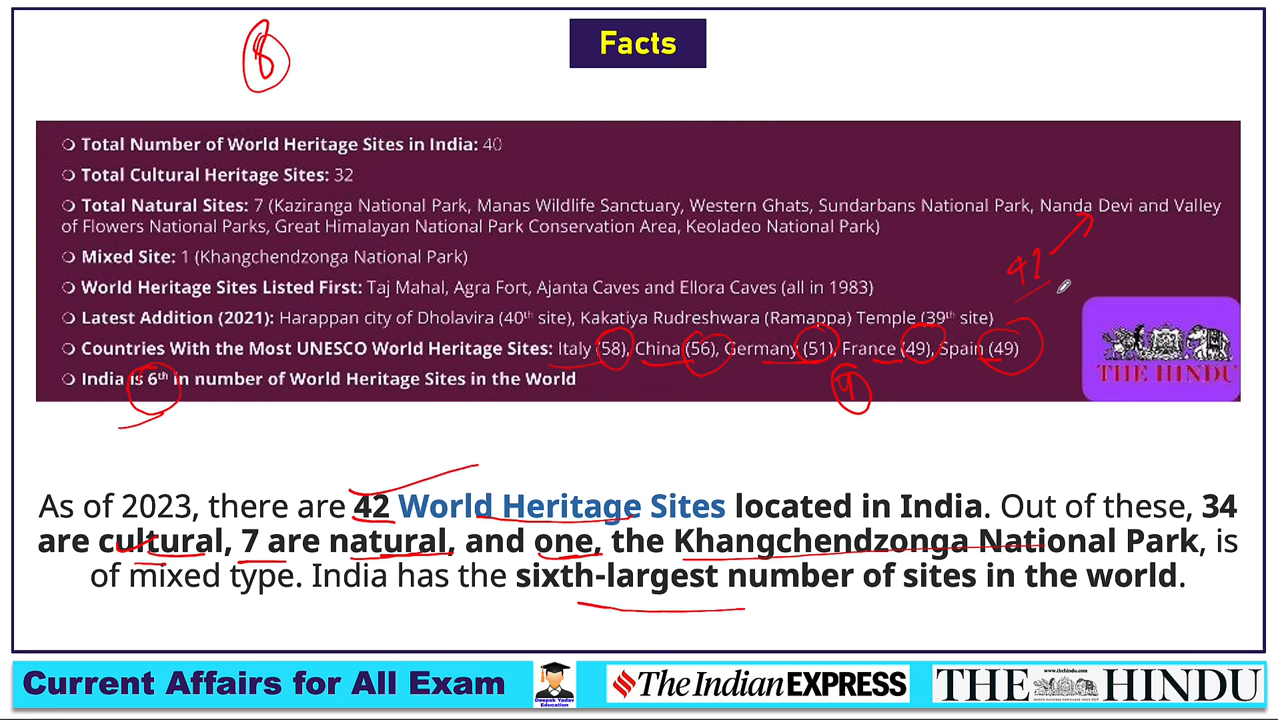 8
Facts
❍ Total Number of World Heritage Sites in India: 40
❍ Total Cultural Heritage Sites: 32
❍ Total Natural Sites: 7 (Kaziranga National Park, Manas Wildlife Sanctuary, Western Ghats, Sundarbans National Park, Nanda Devi and Valley
of Flowers National Parks, Great Himalayan National Park Conservation Area, Keoladeo National Park)
❍ Mixed Site: 1 (Khangchendzonga National Park)
❍ World Heritage Sites Listed First: Taj Mahal, Agra Fort, Ajanta Caves and Ellora Caves (all in 1983)
❍ Latest Addition (2021): Harappan city of Dholavira (40th site), Kakatiya Rudreshwara (Ramappa) Temple (39th site)
❍ Countries With the Most UNESCO World Heritage Sites: Italy (58), China (56), Germany (51), France (49), Spain (49)
❍ India is 6th in number of World Heritage Sites in the World
THE HINDU
As of 2023, there are 42 World Heritage Sites located in India. Out of these, 34
are cultural, 7 are natural, and one, the Khangchendzonga National Park, is
of mixed type. India has the sixth-largest number of sites in the world.
Current Affairs for All Exam
Deepak Yadav
Education
The Indian EXPRESS
THE HINDU